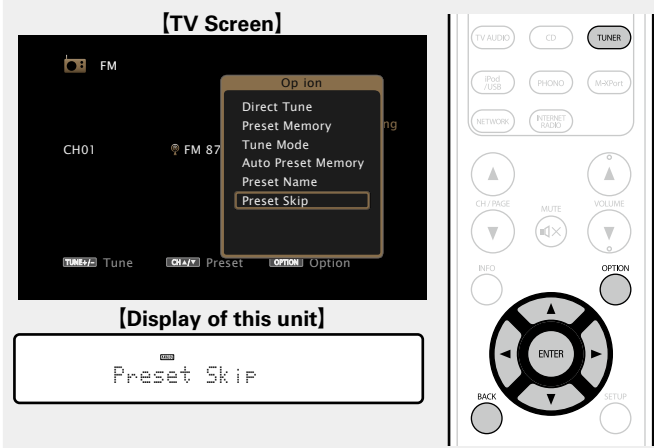 【TV Screen】
FM
Op ion
Direct Tune
Preset Memory
ng
Tune Mode
CH01
FM 87
Auto Preset Memory
Preset Name
Preset Skip
TUNE+/- Tune
CH▲/▼ Preset
OPTION Option
【Display of this unit】
Preset Skip
TV AUDIO
CD
TUNER
iPod
/USB
PHONO
M-XPort
NETWORK
INTERNET
RADIO
CH / PAGE
MUTE
VOLUME
INFO
OPTION
ENTER
BACK
SETUP